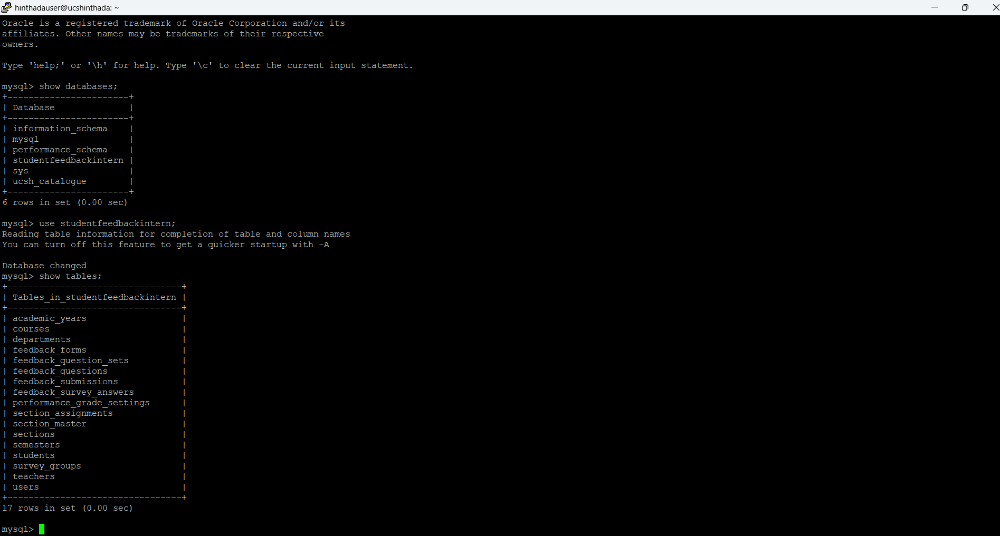 hinthadauser@ucshinthada: ~
Oracle is a registered trademark of Oracle Corporation and/or its
affiliates. Other names may be trademarks of their respective
owners.

Type 'help;' or '\h' for help. Type '\c' to clear the current input statement.

mysql> show databases;
+-----------------------+
| Database              |
+-----------------------+
| information_schema    |
| mysql                 |
| performance_schema    |
| studentfeedbackintern |
| sys                   |
| ucsh_catalogue        |
+-----------------------+
6 rows in set (0.00 sec)

mysql> use studentfeedbackintern;
Reading table information for completion of table and column names
You can turn off this feature to get a quicker startup with -A

Database changed
mysql> show tables;
+---------------------------------+
| Tables_in_studentfeedbackintern |
+---------------------------------+
| academic_years                  |
| courses                         |
| departments                     |
| feedback_forms                  |
| feedback_question_sets          |
| feedback_questions              |
| feedback_submissions            |
| feedback_survey_answers         |
| performance_grade_settings      |
| section_assignments             |
| section_master                  |
| sections                        |
| semesters                       |
| students                        |
| survey_groups                   |
| teachers                        |
| users                           |
+---------------------------------+
17 rows in set (0.00 sec)

mysql>